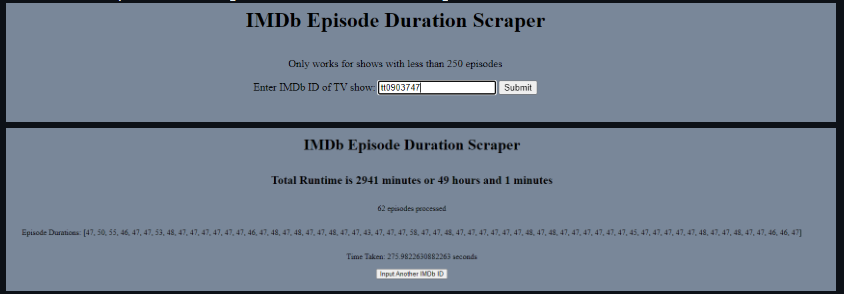 IMDb Episode Duration Scraper
Only works for shows with less than 250 episodes
Enter IMDb ID of TV show: tt0903747 Submit
IMDb Episode Duration Scraper
Total Runtime is 2941 minutes or 49 hours and 1 minutes
62 episodes processed
Episode Durations: [47, 50, 55, 46, 47, 47, 53, 48, 47, 47, 47, 47, 47, 47, 46, 47, 48, 47, 48, 47, 47, 48, 47, 47, 43, 47, 47, 47, 58, 47, 47, 48, 47, 47, 47, 47, 47, 47, 48, 47, 48, 47, 47, 47, 47, 47, 47, 45, 47, 47, 47, 47, 47, 48, 47, 47, 48, 47, 47, 46, 46, 47]
Time Taken: 275.9822630882263 seconds
Input Another IMDb ID